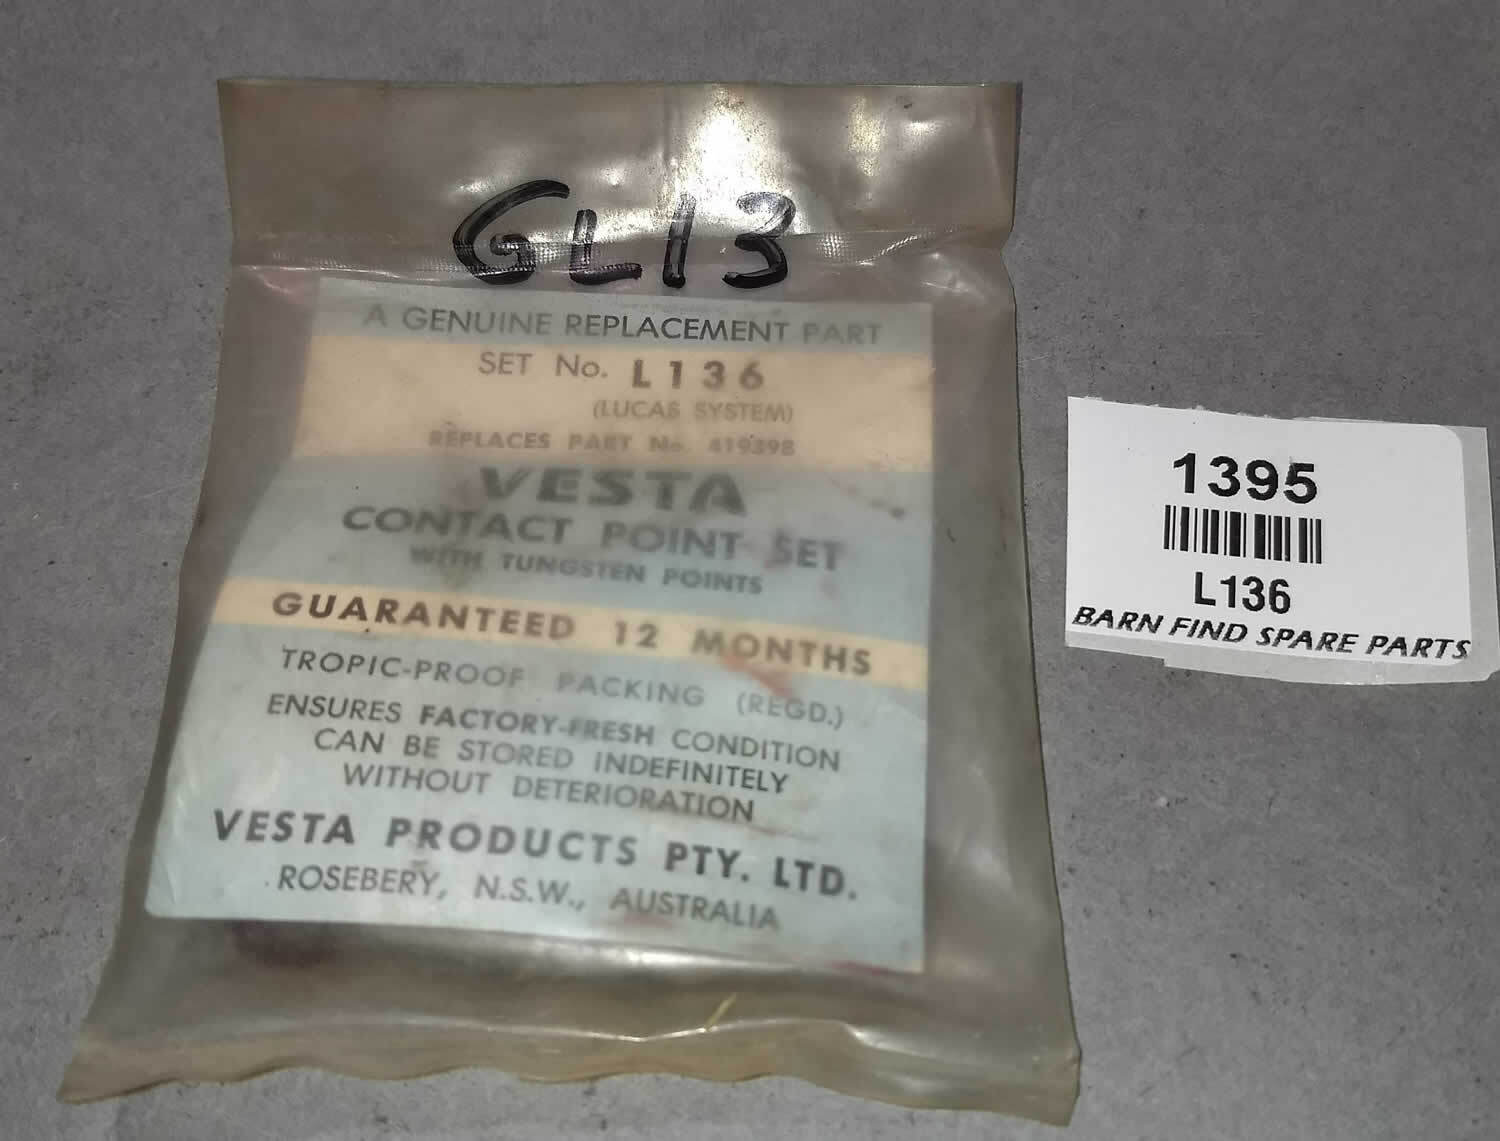 GL13
A GENUINE REPLACEMENT PART
SET No. L136
(LUCAS SYSTEM)
REPLACES PART No. 419398
VESTA
CONTACT POINT SET
WITH TUNGSTEN POINTS
GUARANTEED 12 MONTHS
TROPIC-PROOF PACKING (REGD.)
ENSURES FACTORY-FRESH CONDITION
CAN BE STORED INDEFINITELY
WITHOUT DETERIORATION
VESTA PRODUCTS PTY. LTD.
ROSEBERY, N.S.W., AUSTRALIA
1395
L136
BARN FIND SPARE PARTS